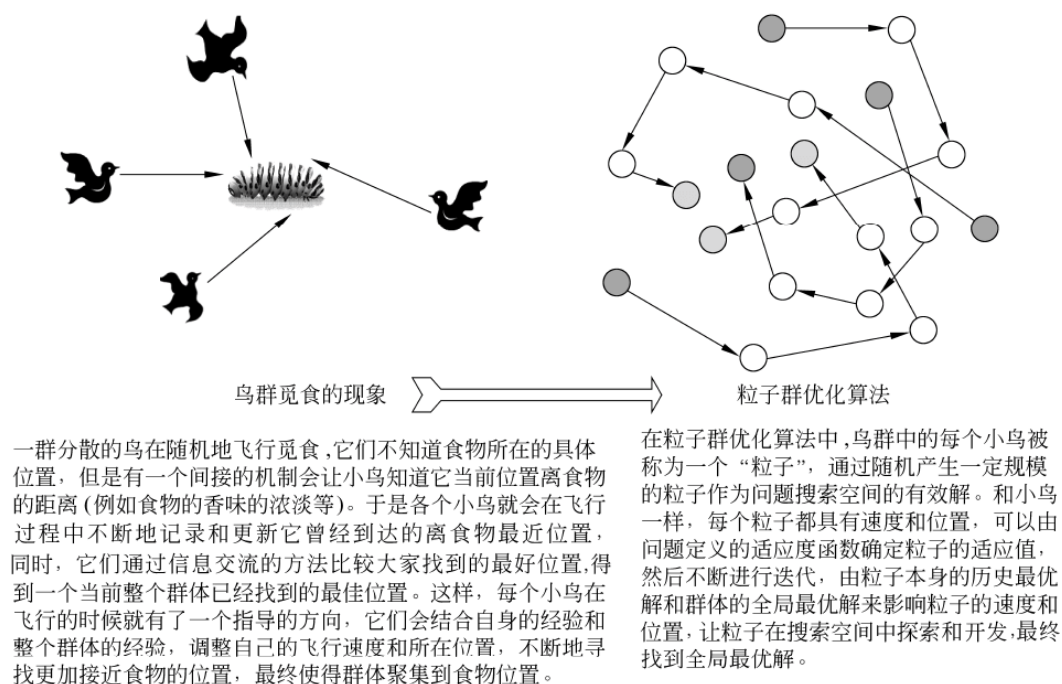 鸟群觅食的现象
粒子群优化算法
一群分散的鸟在随机地飞行觅食,它们不知道食物所在的具体
位置，但是有一个间接的机制会让小鸟知道它当前位置离食物
的距离(例如食物的香味的浓淡等)。于是各个小鸟就会在飞行
过程中不断地记录和更新它曾经到达的离食物最近位置，
同时，它们通过信息交流的方法比较大家找到的最好位置,得
到一个当前整个群体已经找到的最佳位置。这样，每个小鸟在
飞行的时候就有了一个指导的方向，它们会结合自身的经验和
整个群体的经验，调整自己的飞行速度和所在位置，不断地寻
找更加接近食物的位置，最终使得群体聚集到食物位置。
在粒子群优化算法中,鸟群中的每个小鸟被
称为一个“粒子”，通过随机产生一定规模
的粒子作为问题搜索空间的有效解。和小鸟
一样，每个粒子都具有速度和位置，可以由
问题定义的适应度函数确定粒子的适应值，
然后不断进行迭代，由粒子本身的历史最优
解和群体的全局最优解来影响粒子的速度和
位置,让粒子在搜索空间中探索和开发,最终
找到全局最优解。